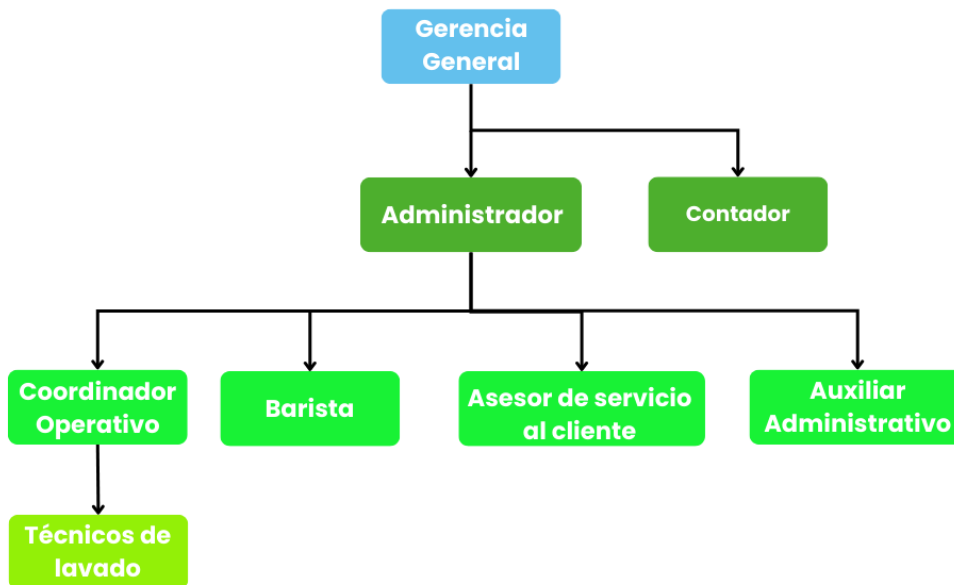 Gerencia
General
Administrador
Contador
Coordinador
Operativo
Barista
Asesor de servicio
al cliente
Auxiliar
Administrativo
Técnicos de
lavado